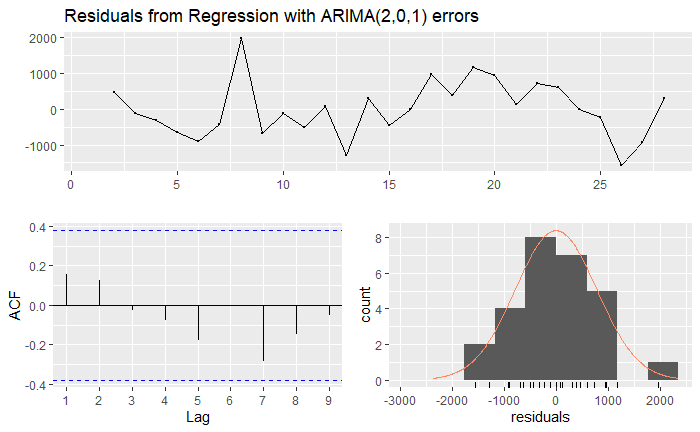 Residuals from Regression with ARIMA(2,0,1) errors
2000
1000
0
-1000
0 5 10 15 20 25
0.4
0.2
0.0
-0.2
-0.4
ACF
1 2 3 4 5 6 7 8 9
Lag
8
6
4
2
0
count
-3000 -2000 -1000 0 1000 2000
residuals